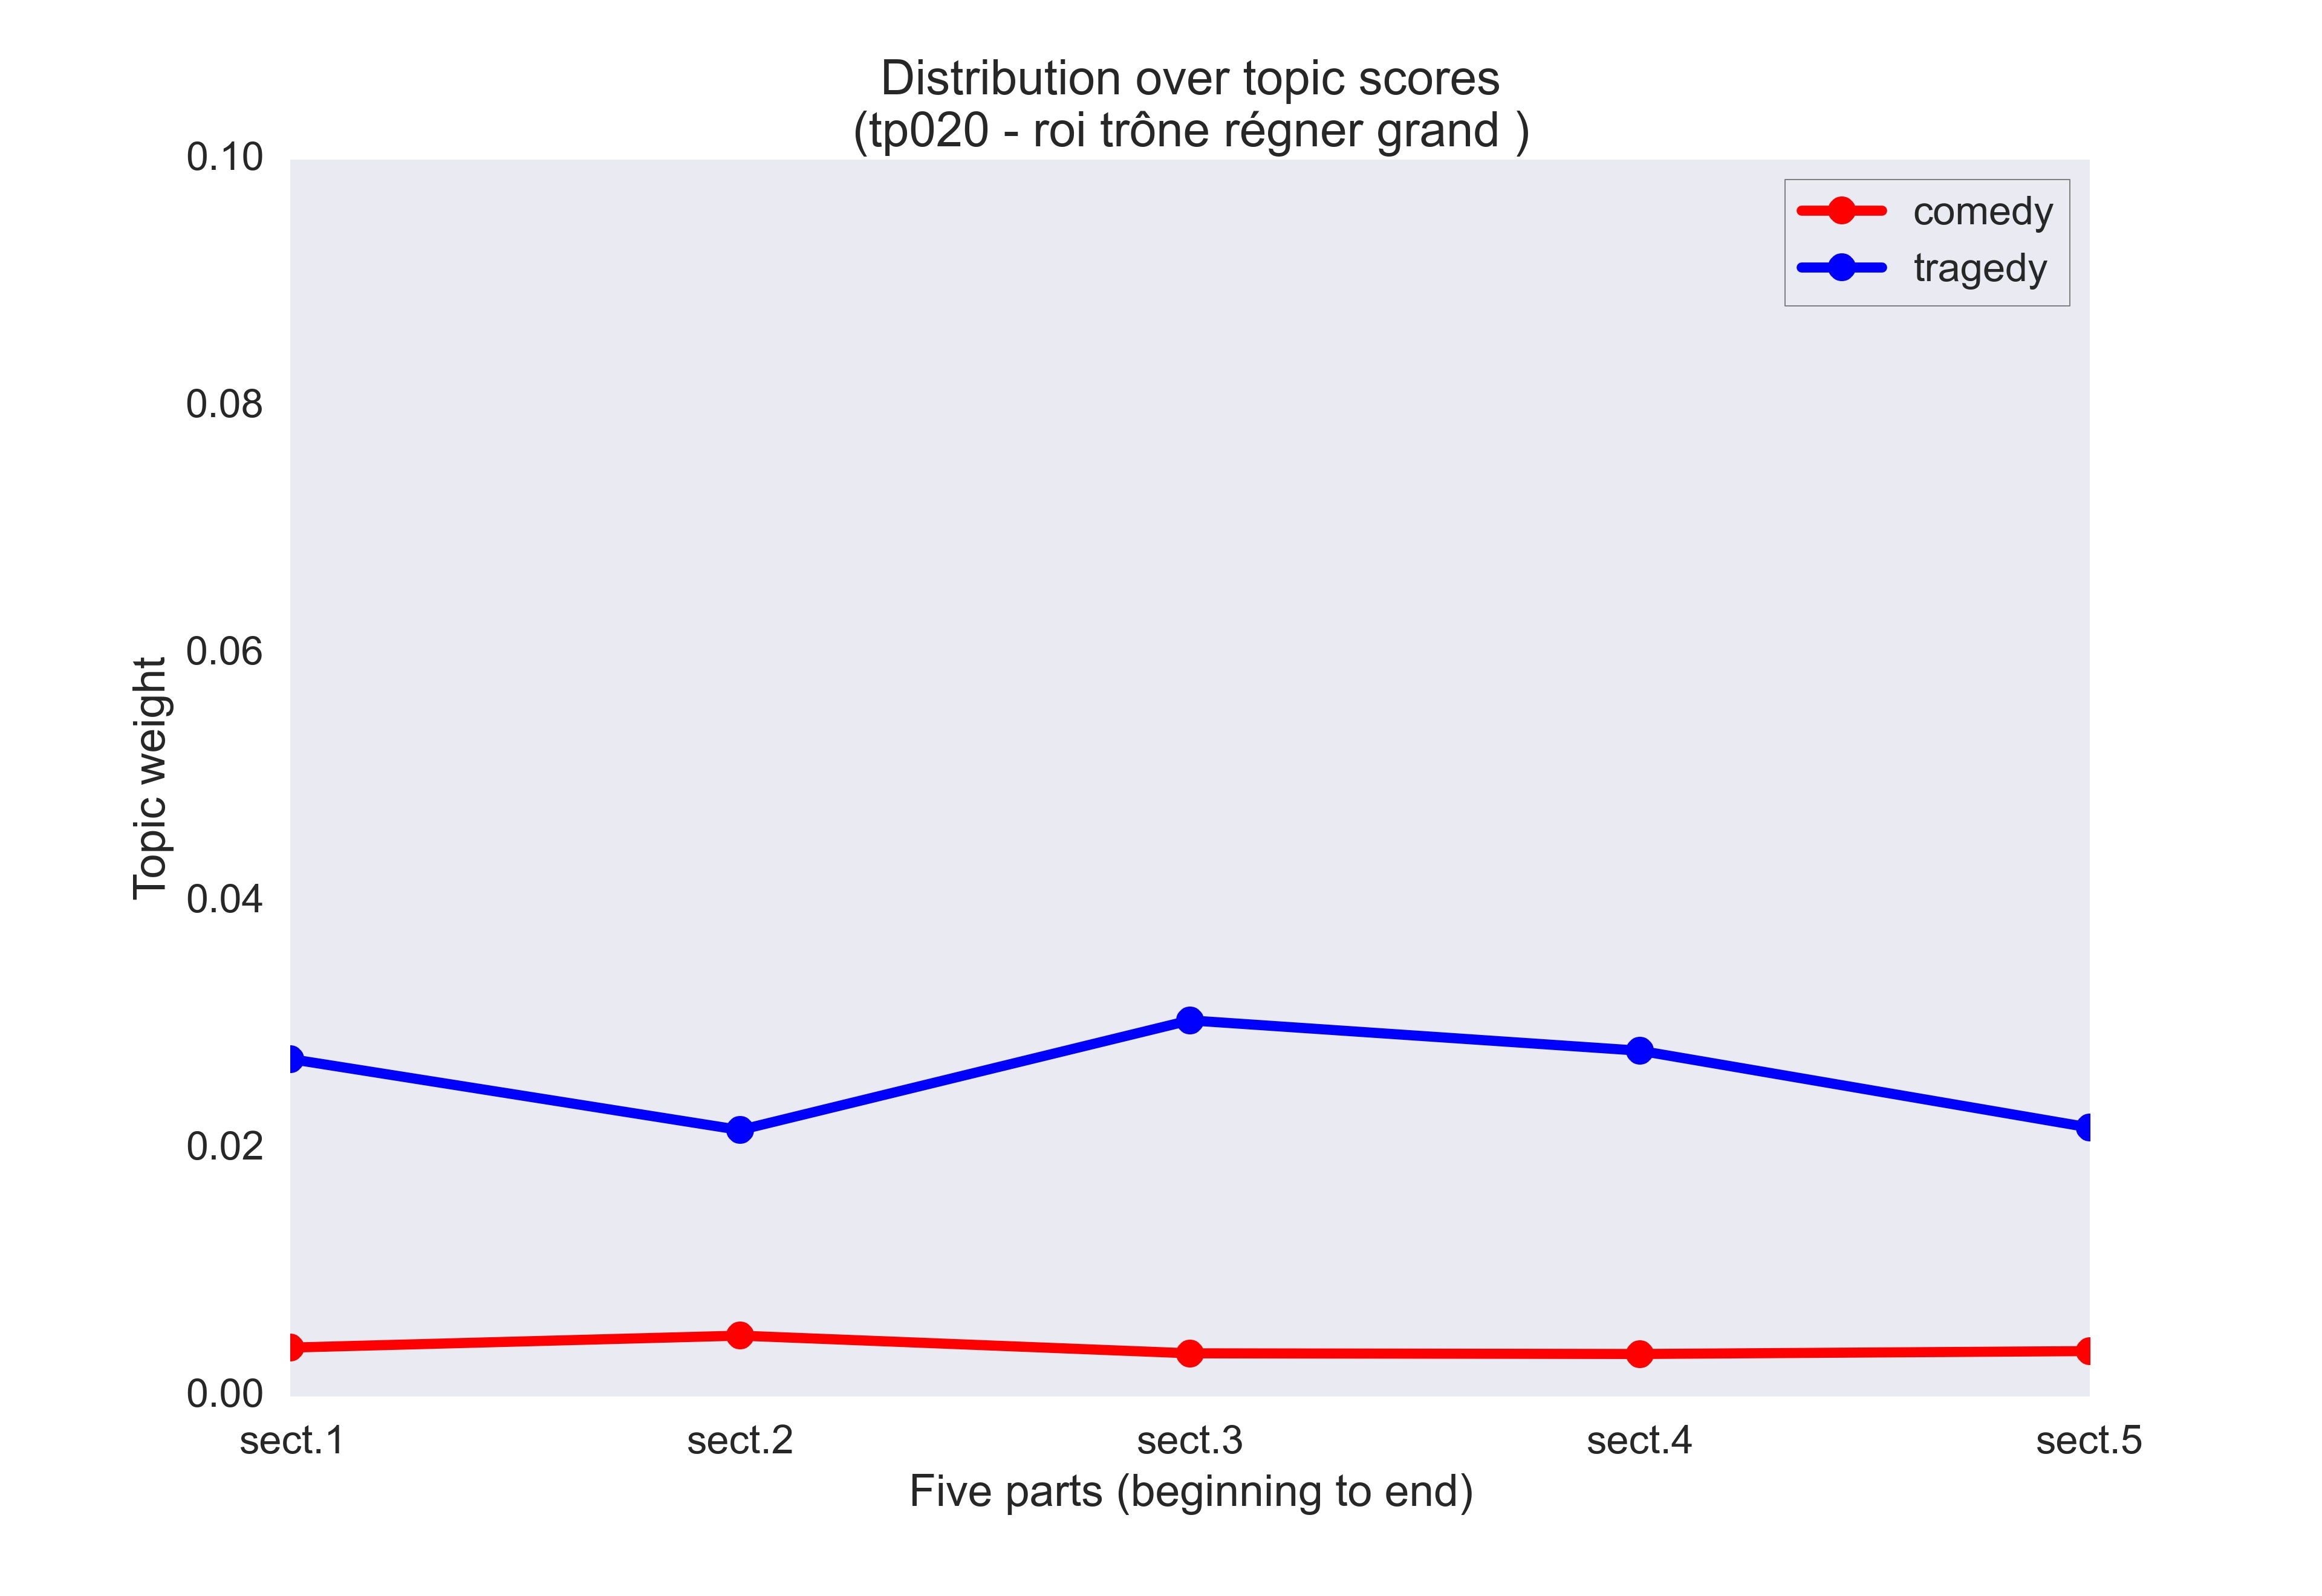 Distribution over topic scores
(tp020 - roi trône régner grand )
comedy
tragedy
Topic weight
0.10
0.08
0.06
0.04
0.02
0.00
sect.1 sect.2 sect.3 sect.4 sect.5
Five parts (beginning to end)